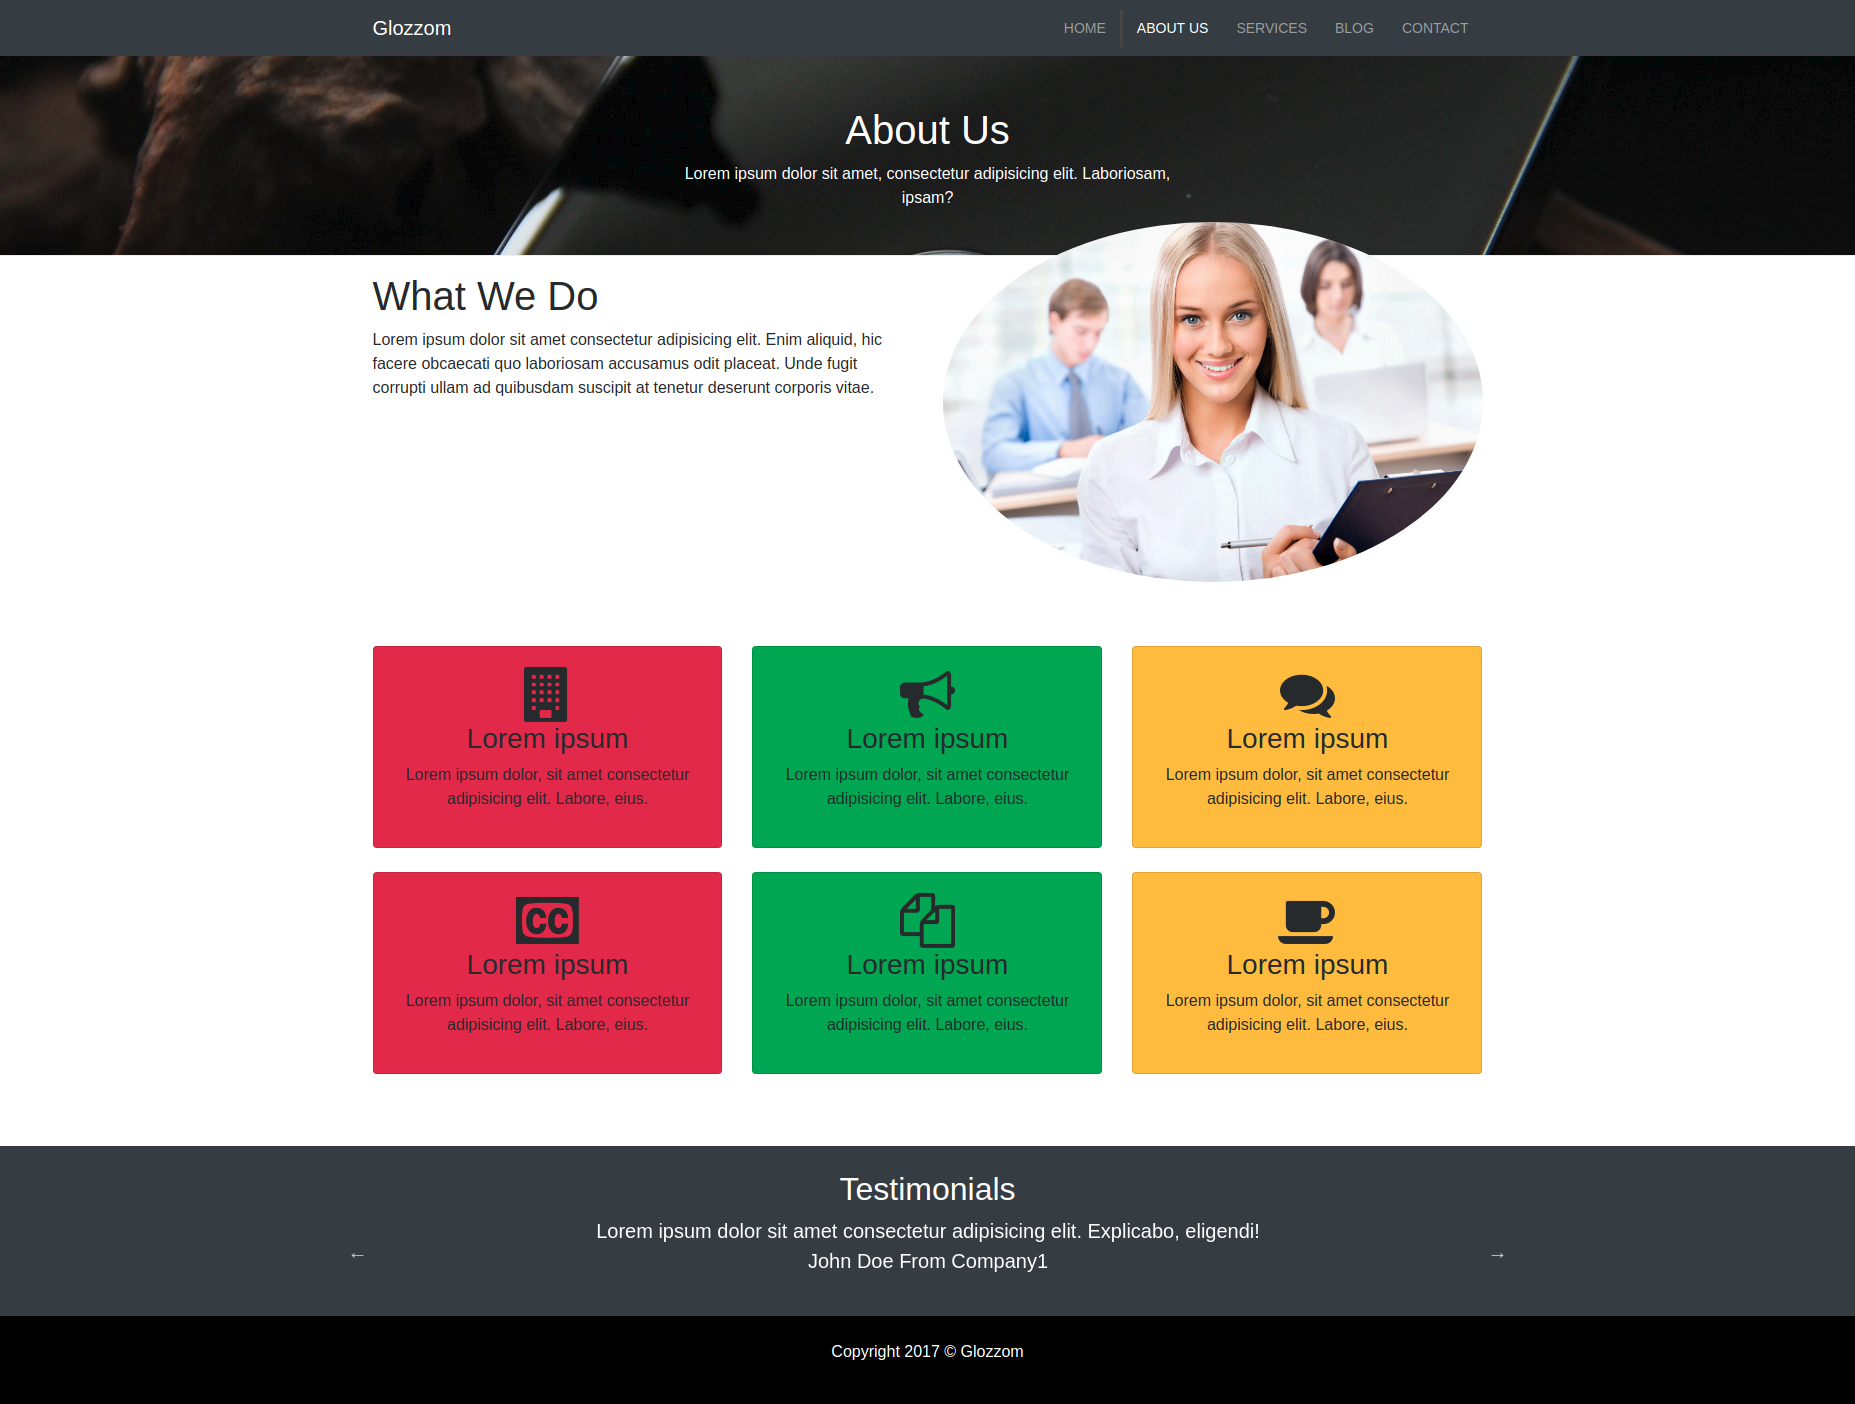 Glozzom
HOME
ABOUT US
SERVICES
BLOG
CONTACT
About Us
Lorem ipsum dolor sit amet, consectetur adipisicing elit. Laboriosam,
ipsam?
What We Do
Lorem ipsum dolor sit amet consectetur adipisicing elit. Enim aliquid, hic
facere obcaecati quo laboriosam accusamus odit placeat. Unde fugit
corrupti ullam ad quibusdam suscipit at tenetur deserunt corporis vitae.
Lorem ipsum
Lorem ipsum dolor, sit amet consectetur
adipisicing elit. Labore, eius.
Lorem ipsum
Lorem ipsum dolor, sit amet consectetur
adipisicing elit. Labore, eius.
Lorem ipsum
Lorem ipsum dolor, sit amet consectetur
adipisicing elit. Labore, eius.
CC
Lorem ipsum
Lorem ipsum dolor, sit amet consectetur
adipisicing elit. Labore, eius.
Lorem ipsum
Lorem ipsum dolor, sit amet consectetur
adipisicing elit. Labore, eius.
Lorem ipsum
Lorem ipsum dolor, sit amet consectetur
adipisicing elit. Labore, eius.
Testimonials
Lorem ipsum dolor sit amet consectetur adipisicing elit. Explicabo, eligendi!
John Doe From Company1
←
→
Copyright 2017 © Glozzom